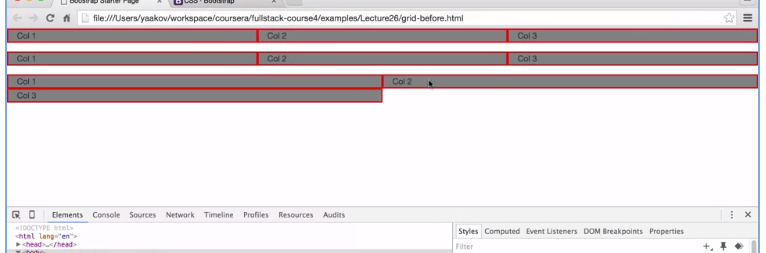 Bootstrap Starter Page × CSS · Bootstrap ×
file:///Users/yaakov/workspace/coursera/fullstack-course4/examples/Lecture26/grid-before.html
Col 1 Col 2 Col 3
Col 1 Col 2 Col 3
Col 1 Col 2
Col 3
Elements Console Sources Network Timeline Profiles Resources Audits
<!DOCTYPE html>
<html lang="en">
<head>…</head>
<body>
Styles Computed Event Listeners DOM Breakpoints Properties
Filter